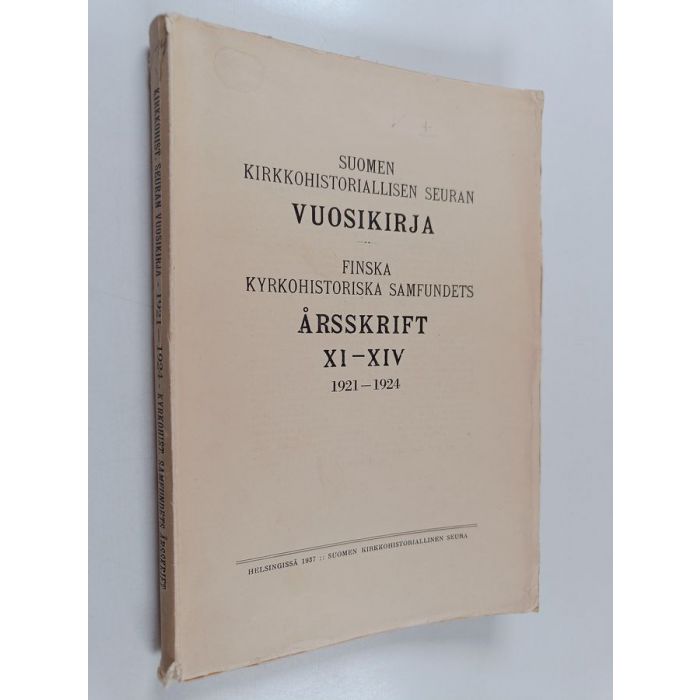 SUOMEN
KIRKKOHISTORIALLISEN SEURAN
VUOSIKIRJA
FINSKA
KYRKOHISTORISKA SAMFUNDETS
ÅRSSKRIFT
XI—XIV
1921—1924
HELSINGISSÄ 1937 :: SUOMEN KIRKKOHISTORIALLINEN SEURA
KIRKKOHIST. SEURAN VUOSIKIRJA - 1921—1924 - KYRKOHIST. SAMFUNDETS ÅRSSKRIFT